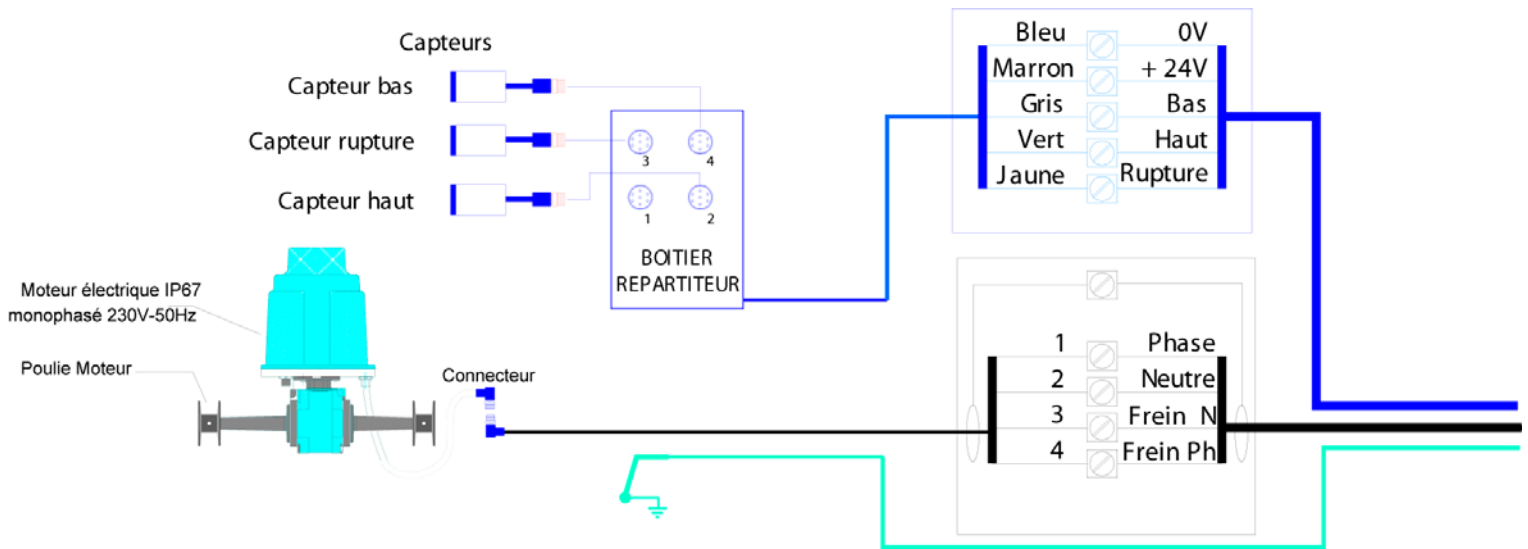 Capteurs
Capteur bas
Capteur rupture
Capteur haut
3 4
1 2
BOITIER
REPARTITEUR
Bleu 0V
Marron + 24V
Gris Bas
Vert Haut
Jaune Rupture
Moteur électrique IP67
monophasé 230V-50Hz
Poulie Moteur
Connecteur
1 Phase
2 Neutre
3 Frein N
4 Frein Ph